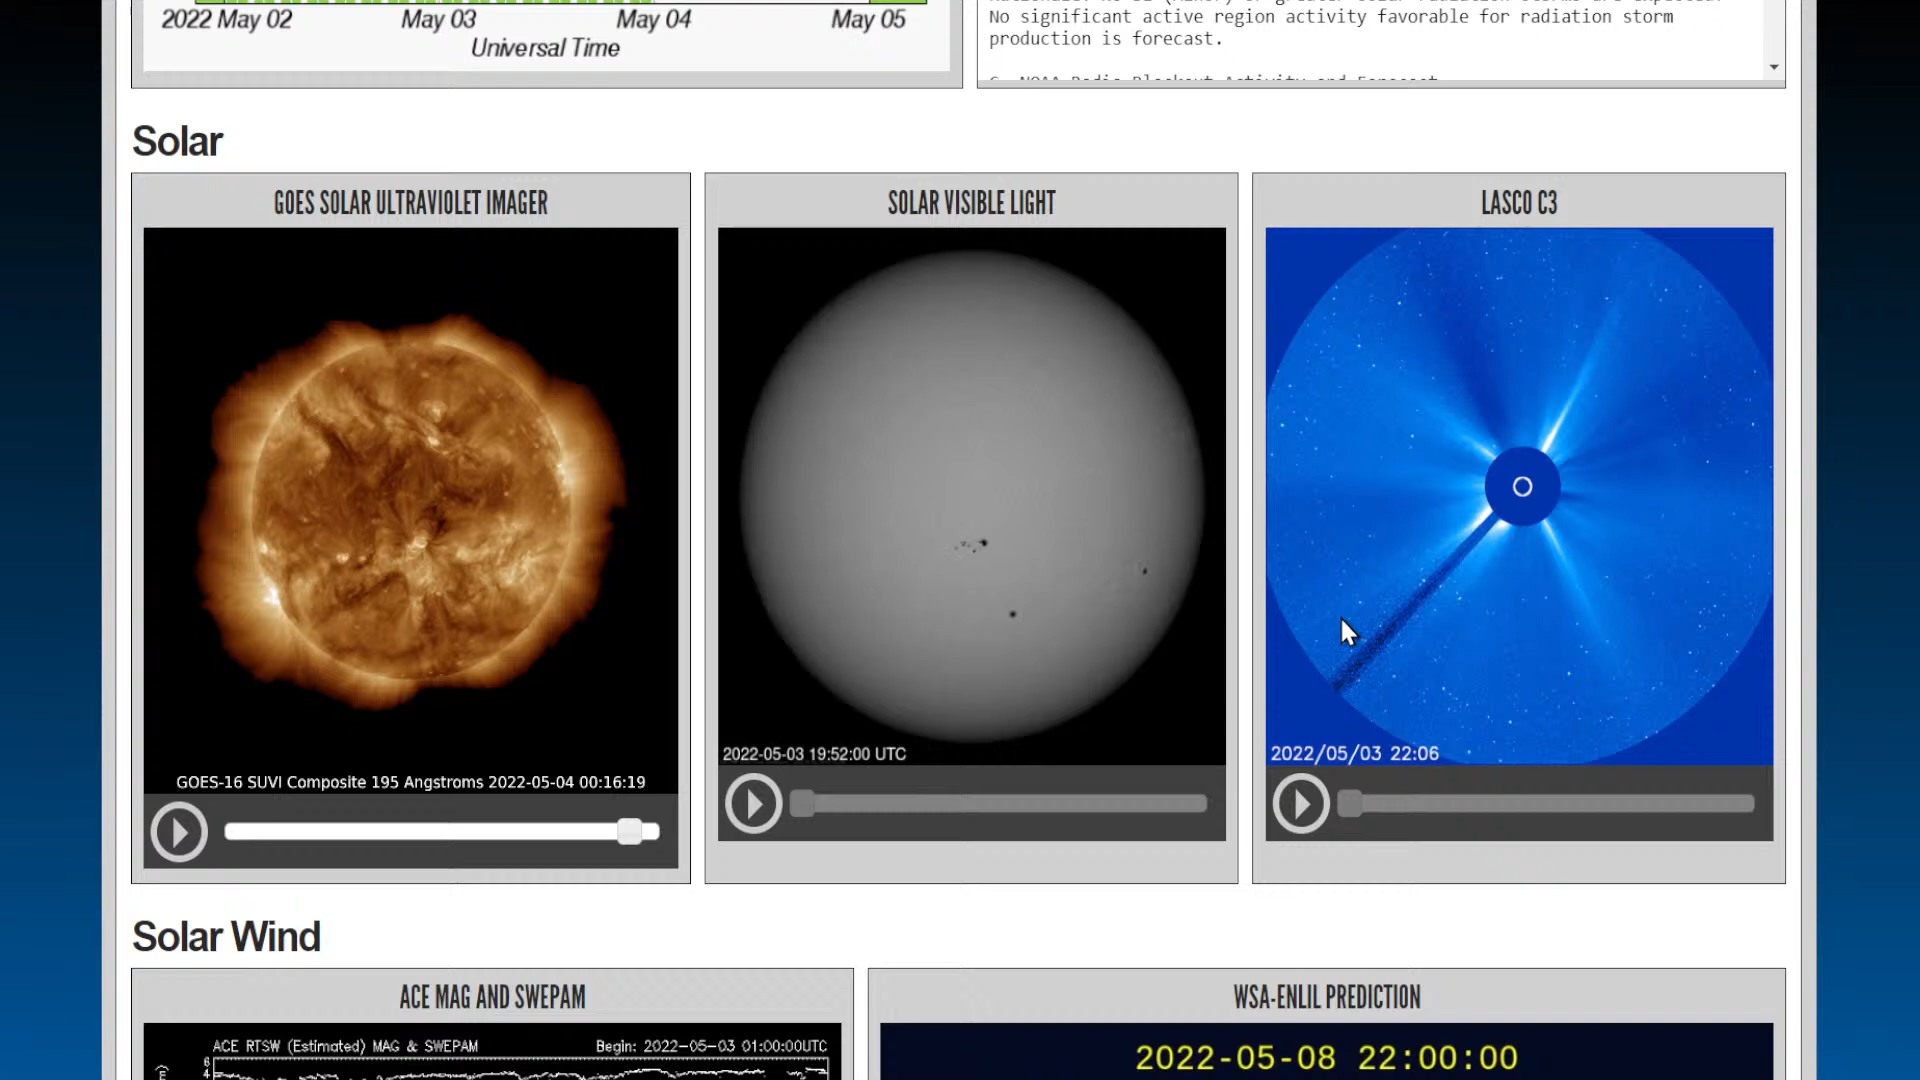 2022 May 02 May 03 May 04 May 05
Universal Time
No significant active region activity favorable for radiation storm
production is forecast.
Solar
GOES SOLAR ULTRAVIOLET IMAGER
SOLAR VISIBLE LIGHT
LASCO C3
GOES-16 SUVI Composite 195 Angstroms 2022-05-04 00:16:19
2022-05-03 19:52:00 UTC
2022/05/03 22:06
Solar Wind
ACE MAG AND SWEPAM
WSA-ENLIL PREDICTION
ACE RTSW (Estimated) MAG & SWEPAM Begin: 2022-05-03 01:00:00UTC
6
4
2022-05-08 22:00:00